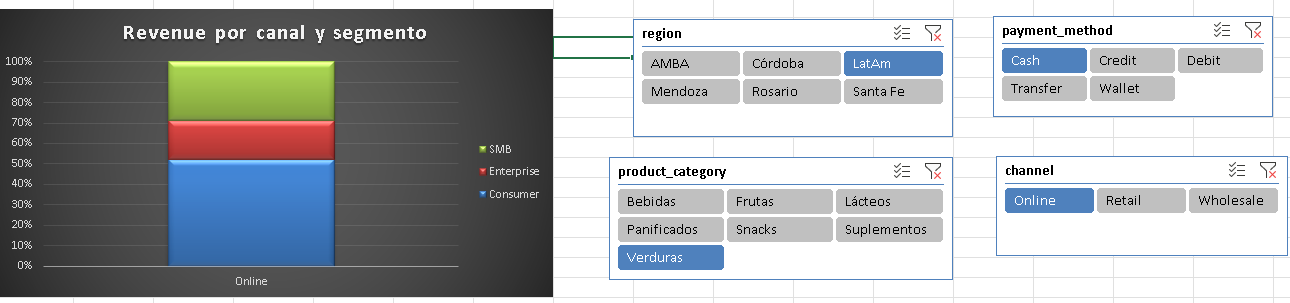 Revenue por canal y segmento
100%
90%
80%
70%
60%
50%
40%
30%
20%
10%
0%
Online
SMB
Enterprise
Consumer
region
AMBA Córdoba LatAm
Mendoza Rosario Santa Fe
payment_method
Cash Credit Debit
Transfer Wallet
product_category
Bebidas Frutas Lácteos
Panificados Snacks Suplementos
Verduras
channel
Online Retail Wholesale